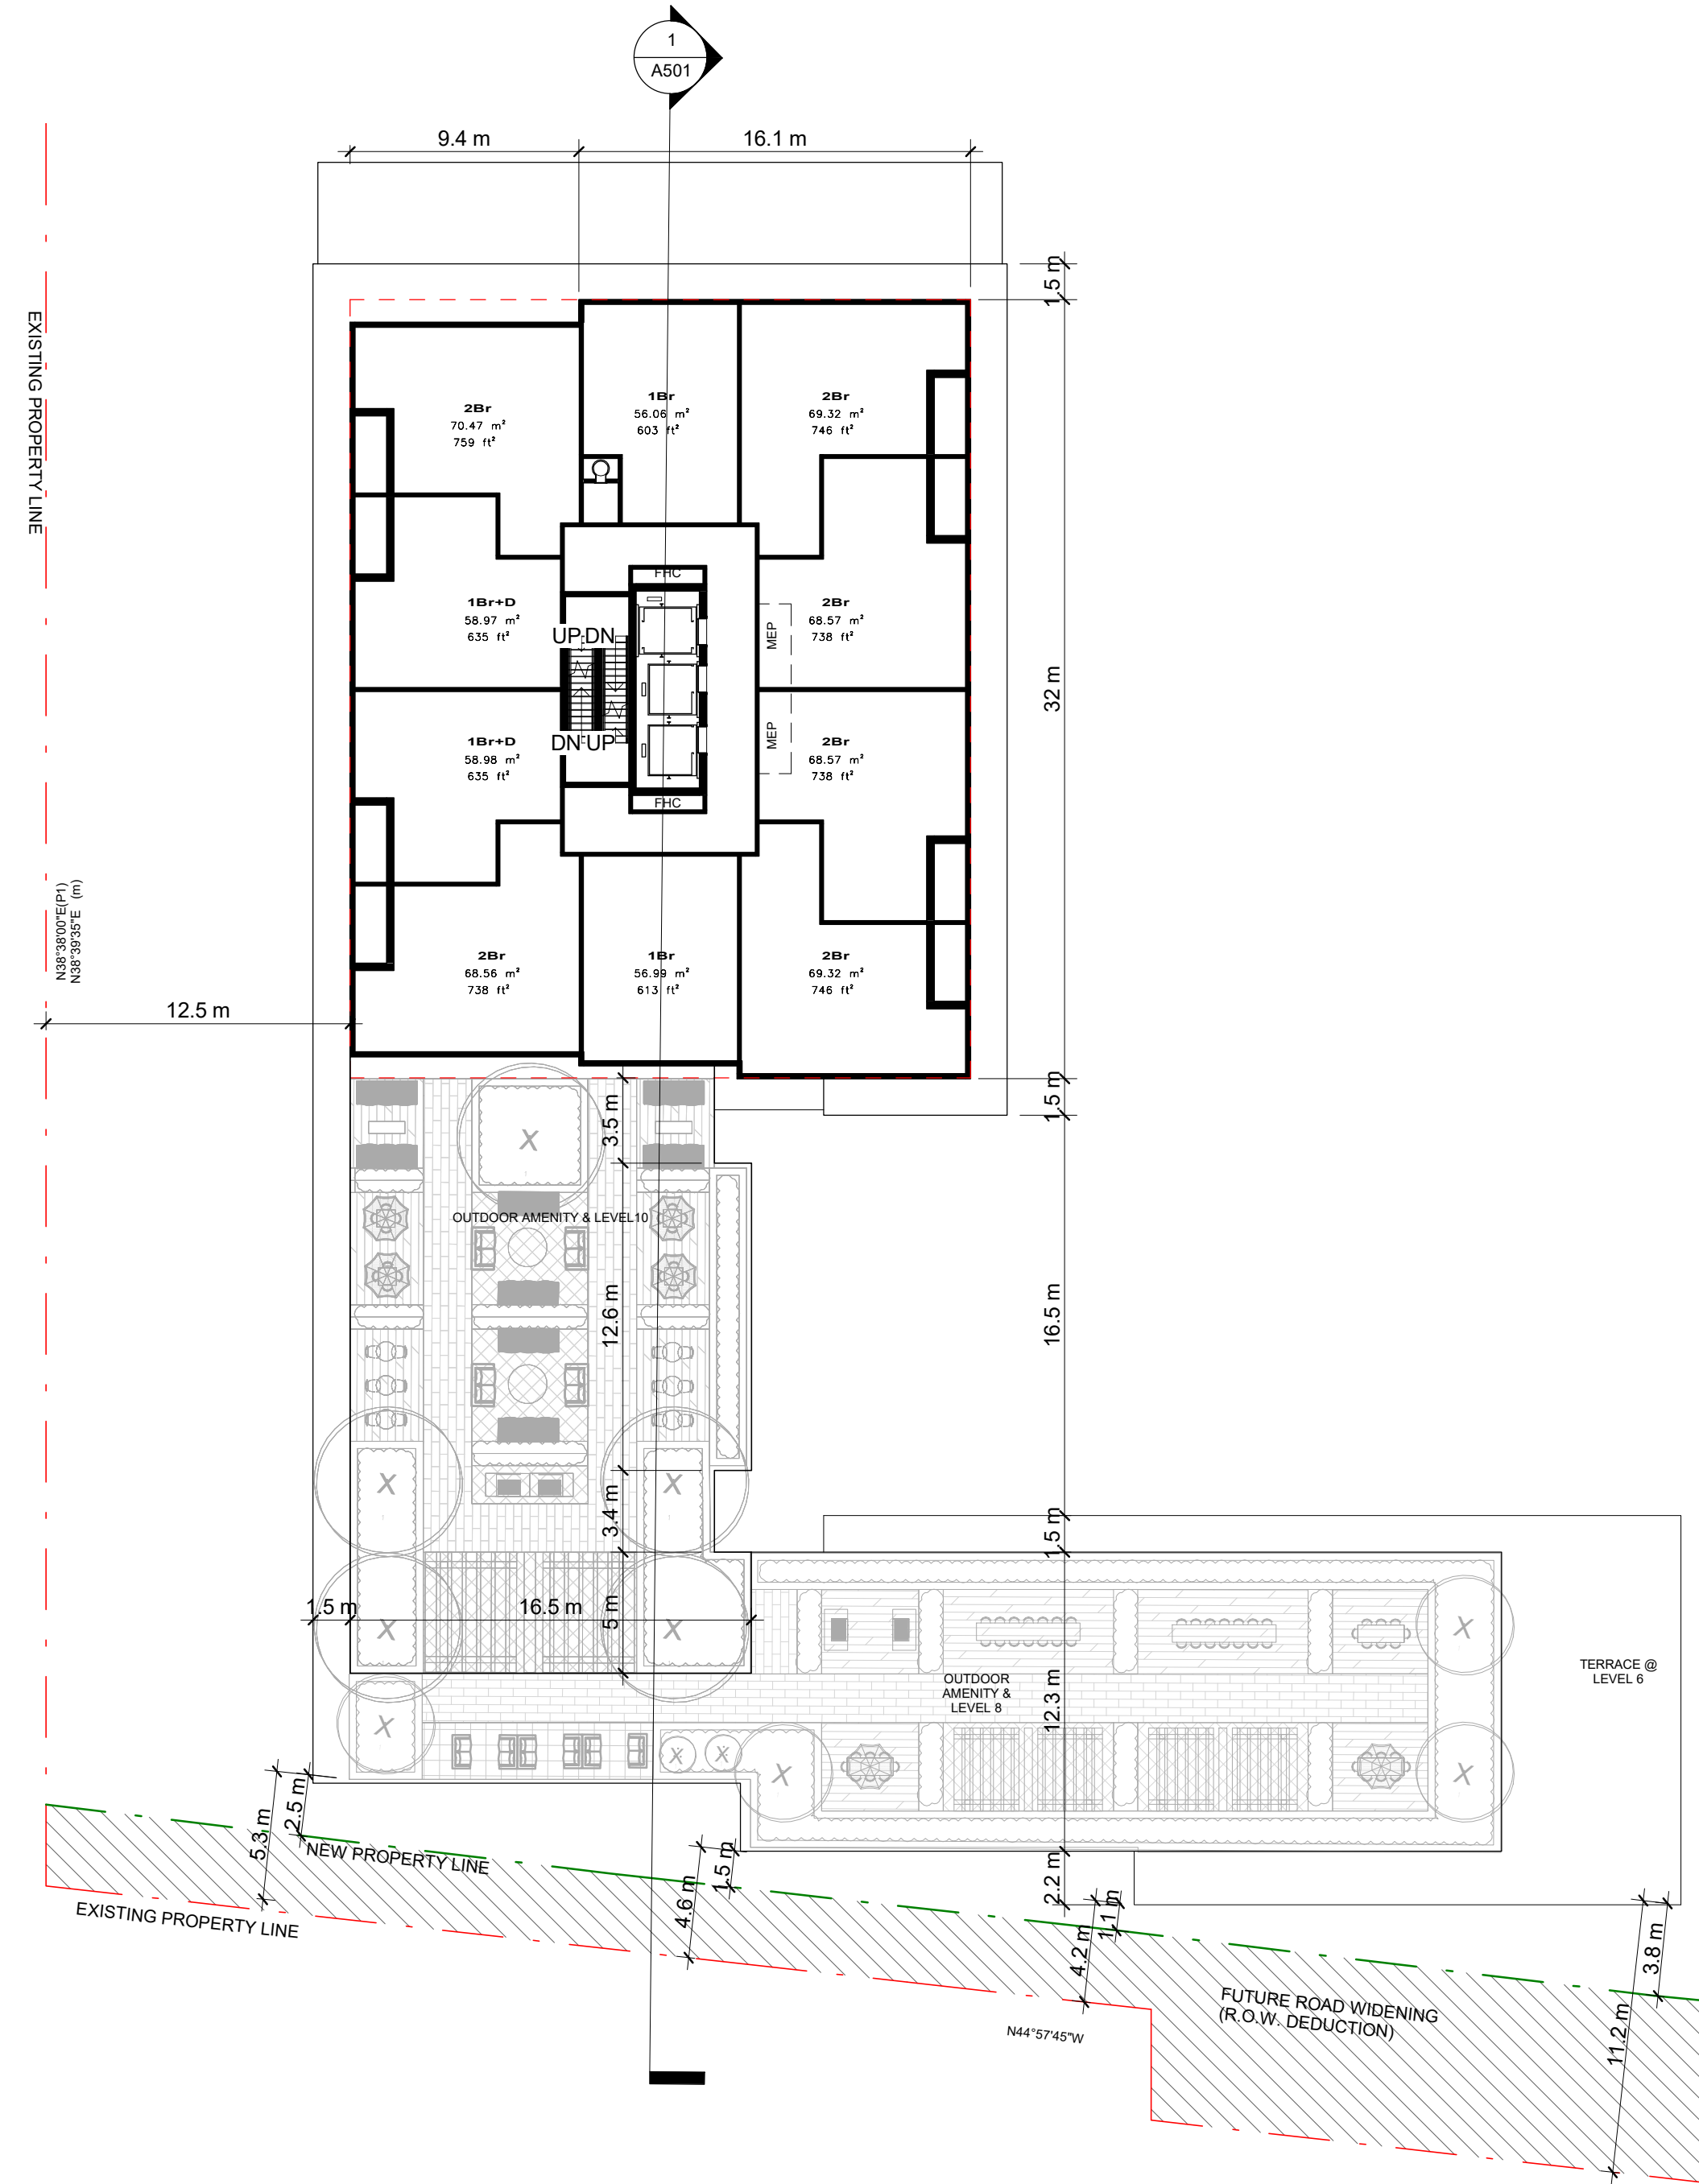 1
A501
9.4 m
16.1 m
1.5 m
EXISTING PROPERTY LINE
2Br
70.47 m²
759 ft²
1Br
56.06 m²
603 ft²
2Br
69.32 m²
746 ft²
FHC
1Br+D
58.97 m²
635 ft²
UP DN
MEP
2Br
68.57 m²
738 ft²
32 m
1Br+D
58.98 m²
635 ft²
DN UP
MEP
2Br
68.57 m²
738 ft²
FHC
N38°38'00"E(P1)
N38°39'35"E (m)
2Br
68.56 m²
738 ft²
1Br
56.99 m²
613 ft²
2Br
69.32 m²
746 ft²
12.5 m
1.5 m
3.5 m
X
OUTDOOR AMENITY & LEVEL10
12.6 m
16.5 m
X
X
3.4 m
1.5 m
1.5 m
16.5 m
5 m
X
X
X
OUTDOOR
AMENITY &
LEVEL 8
12.3 m
TERRACE @
LEVEL 6
X
X
X
X
X
5.3 m
2.5 m
NEW PROPERTY LINE
4.6 m
1.5 m
2.2 m
EXISTING PROPERTY LINE
4.2 m
1.1 m
3.8 m
FUTURE ROAD WIDENING
(R.O.W. DEDUCTION)
N44°57'45"W
11.2 m